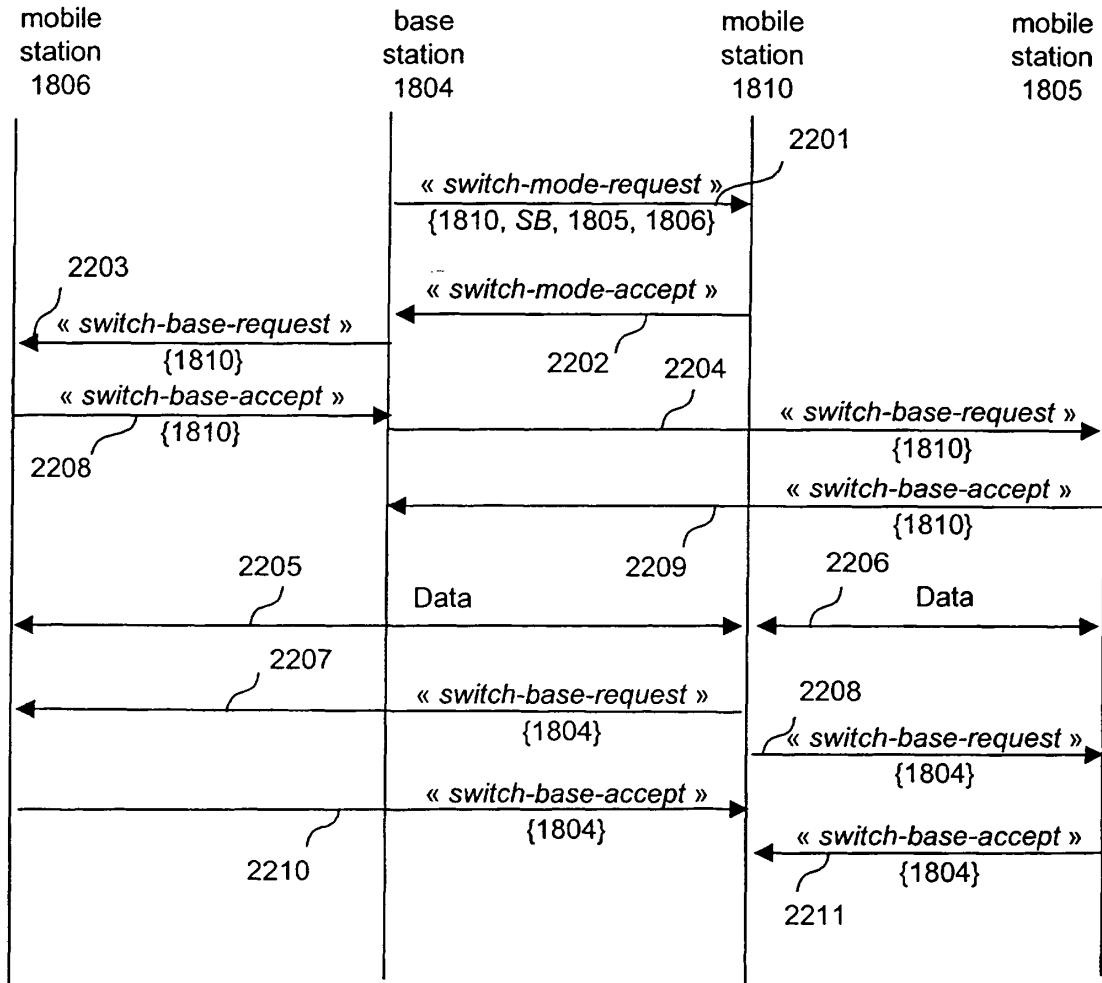 mobile
station
1806
base
station
1804
mobile
station
1810
mobile
station
1805
2201
« switch-mode-request »
{1810, SB, 1805, 1806}
2203
« switch-mode-accept »
« switch-base-request »
{1810}
2202
2204
« switch-base-accept »
{1810}
2208
« switch-base-request »
{1810}
« switch-base-accept »
{1810}
2209
2205
Data
2206
Data
2207
« switch-base-request »
{1804}
2208
« switch-base-request »
{1804}
« switch-base-accept »
{1804}
2210
« switch-base-accept »
{1804}
2211